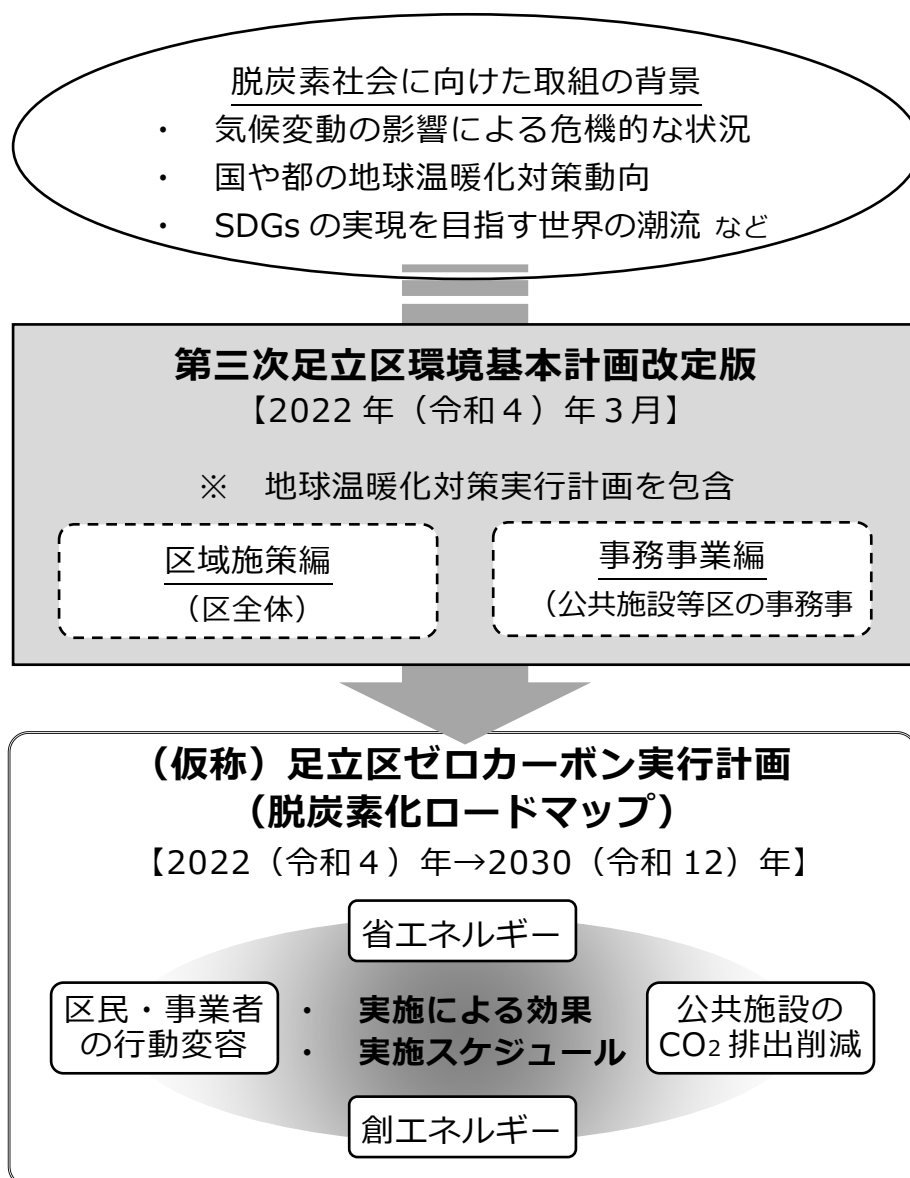 脱炭素社会に向けた取組の背景
・ 気候変動の影響による危機的な状況
・ 国や都の地球温暖化対策動向
・ SDGs の実現を目指す世界の潮流 など
第三次足立区環境基本計画改定版
【2022 年（令和４）年３月】
※ 地球温暖化対策実行計画を包含
区域施策編
（区全体）
事務事業編
（公共施設等区の事務事
（仮称）足立区ゼロカーボン実行計画
（脱炭素化ロードマップ）
【2022（令和４）年→2030（令和 12）年】
省エネルギー
区民・事業者
の行動変容
・ 実施による効果
・ 実施スケジュール
公共施設の
CO₂ 排出削減
創エネルギー